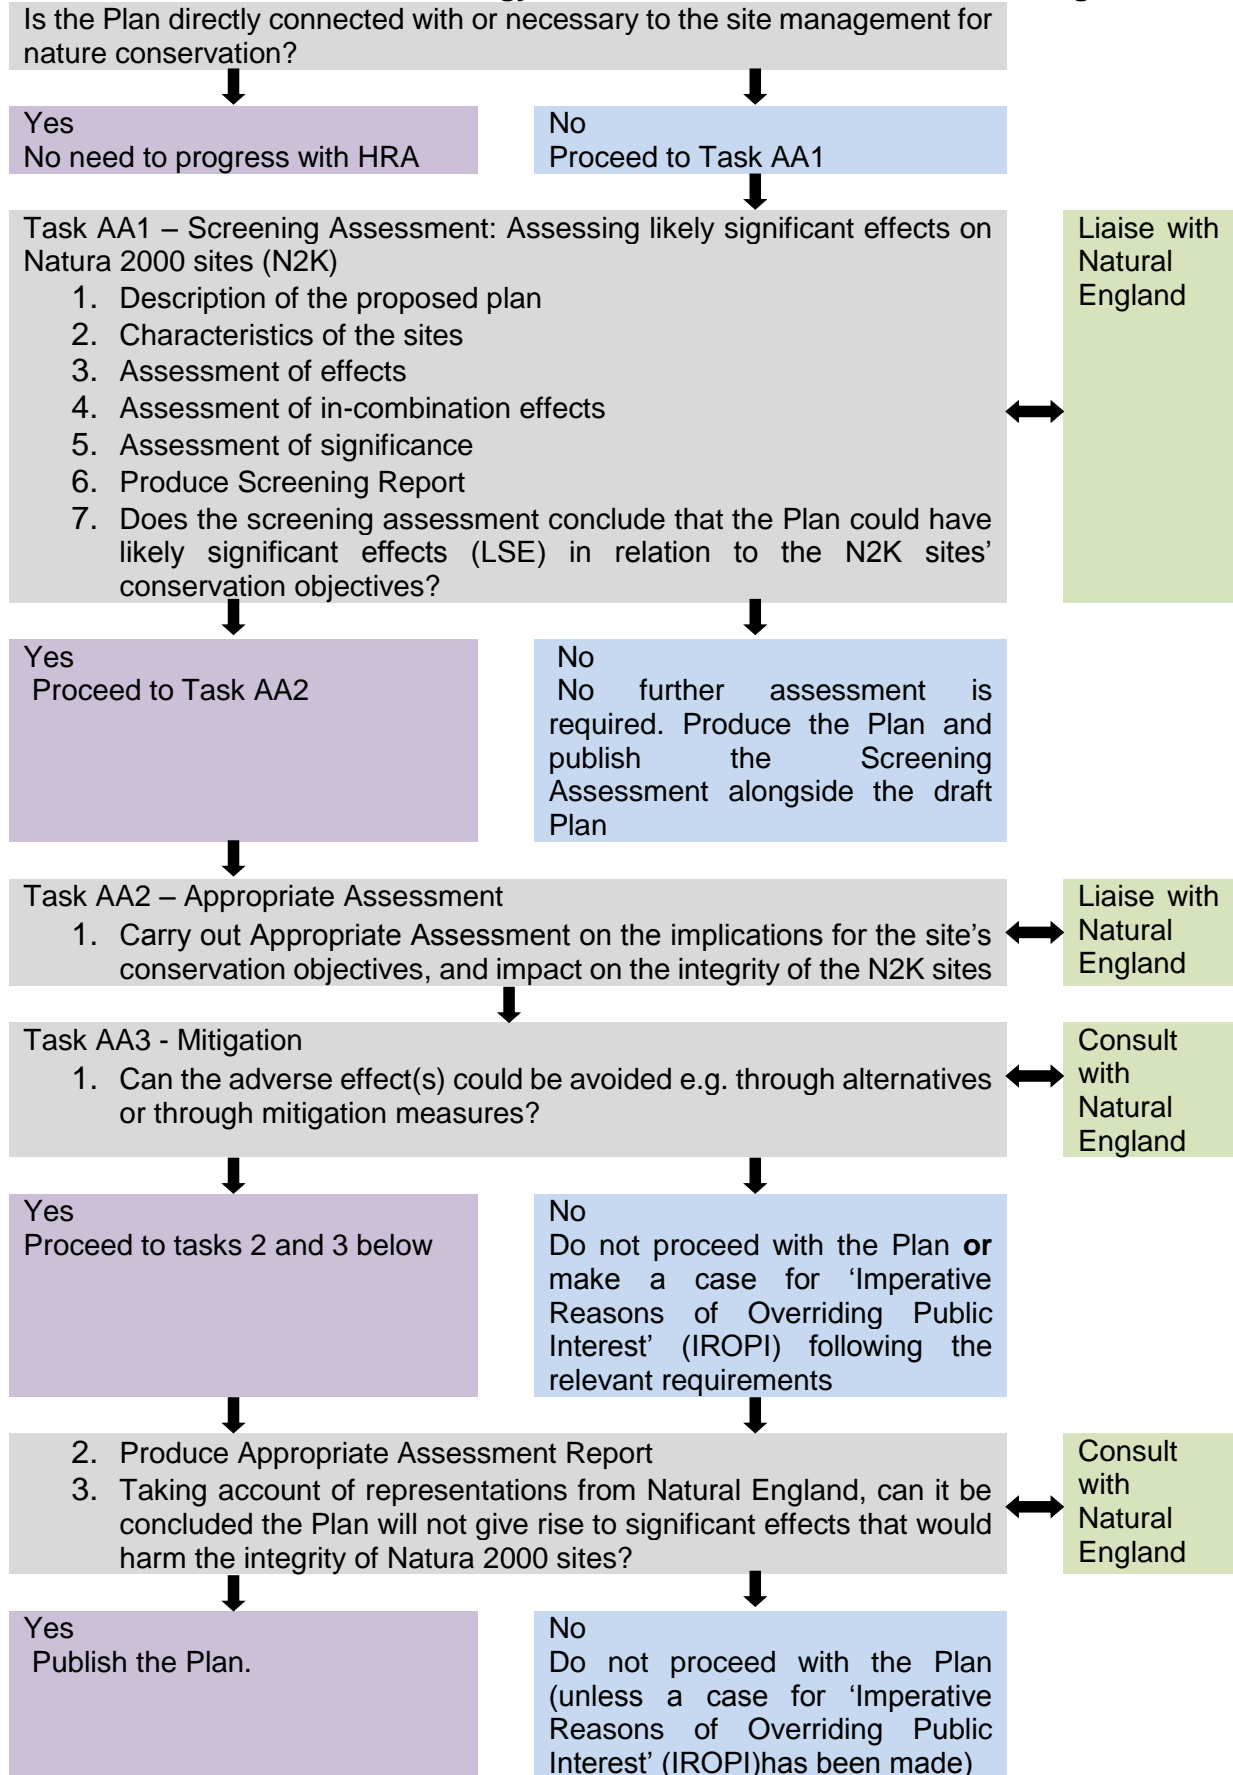 Is the Plan directly connected with or necessary to the site management for
nature conservation?
Yes
No need to progress with HRA
No
Proceed to Task AA1
Task AA1 – Screening Assessment: Assessing likely significant effects on
Natura 2000 sites (N2K)
1. Description of the proposed plan
2. Characteristics of the sites
3. Assessment of effects
4. Assessment of in-combination effects
5. Assessment of significance
6. Produce Screening Report
7. Does the screening assessment conclude that the Plan could have
likely significant effects (LSE) in relation to the N2K sites’
conservation objectives?
Liaise with
Natural
England
Yes
Proceed to Task AA2
No
No further assessment is
required. Produce the Plan and
publish the Screening
Assessment alongside the draft
Plan
Task AA2 – Appropriate Assessment
1. Carry out Appropriate Assessment on the implications for the site’s
conservation objectives, and impact on the integrity of the N2K sites
Liaise with
Natural
England
Task AA3 - Mitigation
1. Can the adverse effect(s) could be avoided e.g. through alternatives
or through mitigation measures?
Consult
with
Natural
England
Yes
Proceed to tasks 2 and 3 below
No
Do not proceed with the Plan or
make a case for ‘Imperative
Reasons of Overriding Public
Interest’ (IROPI) following the
relevant requirements
2. Produce Appropriate Assessment Report
3. Taking account of representations from Natural England, can it be
concluded the Plan will not give rise to significant effects that would
harm the integrity of Natura 2000 sites?
Consult
with
Natural
England
Yes
Publish the Plan.
No
Do not proceed with the Plan
(unless a case for ‘Imperative
Reasons of Overriding Public
Interest’ (IROPI)has been made)